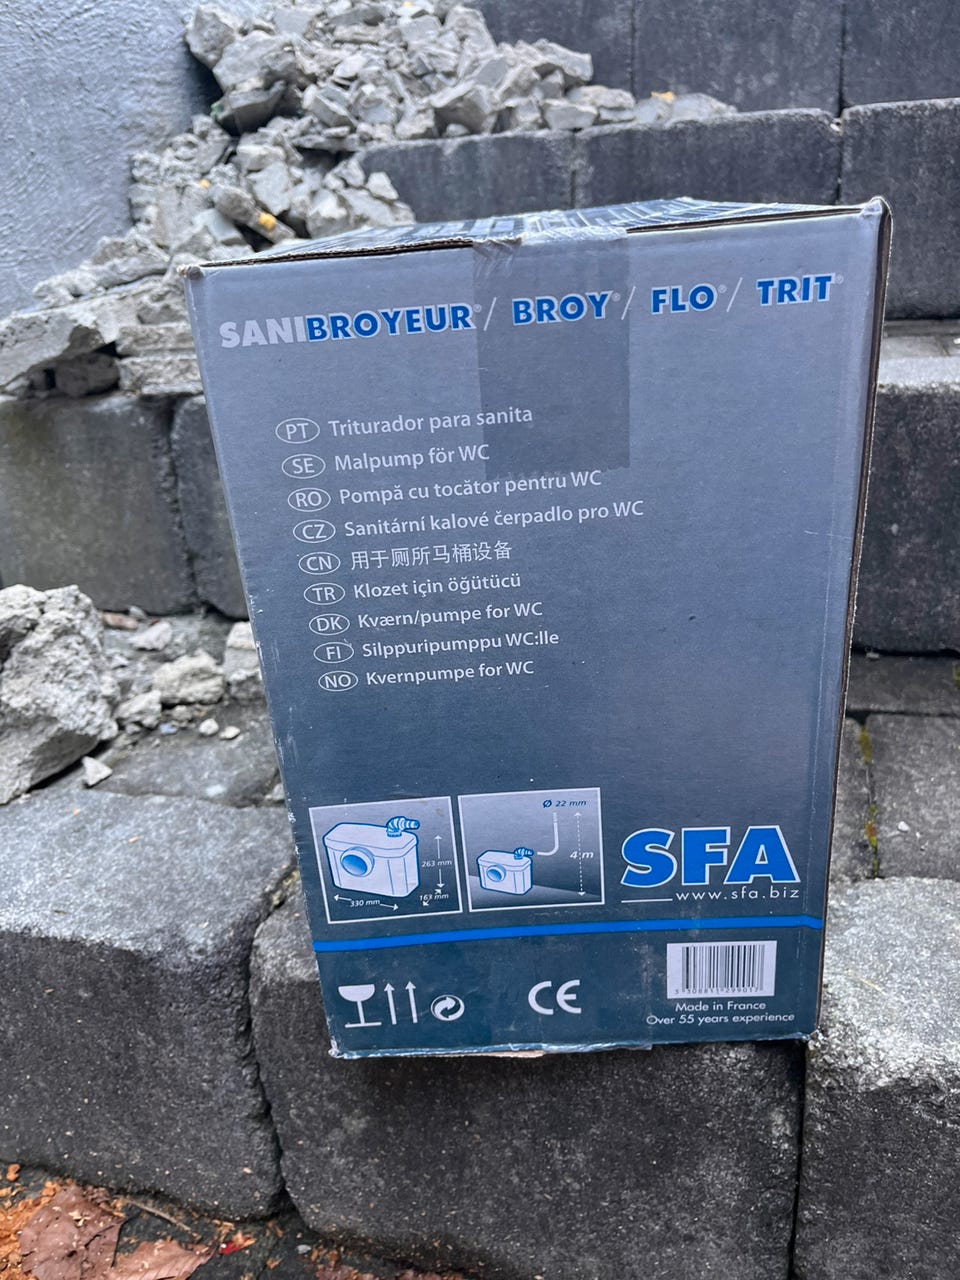 SANIBROYEUR®/ BROY®/ FLO®/ TRIT®
PT Triturador para sanita
SE Malpump för WC
RO Pompă cu tocător pentru WC
CZ Sanitární kalové čerpadlo pro WC
CN 用于厕所马桶设备
TR Klozet için öğütücü
DK Kværn/pumpe for WC
FI Silppuripumppu WC:lle
NO Kvernpumpe for WC
263 mm
330 mm
163 mm
Ø 22 mm
4 m
SFA
www.sfa.biz
CE
3 308811 299017
Made in France
Over 55 years experience